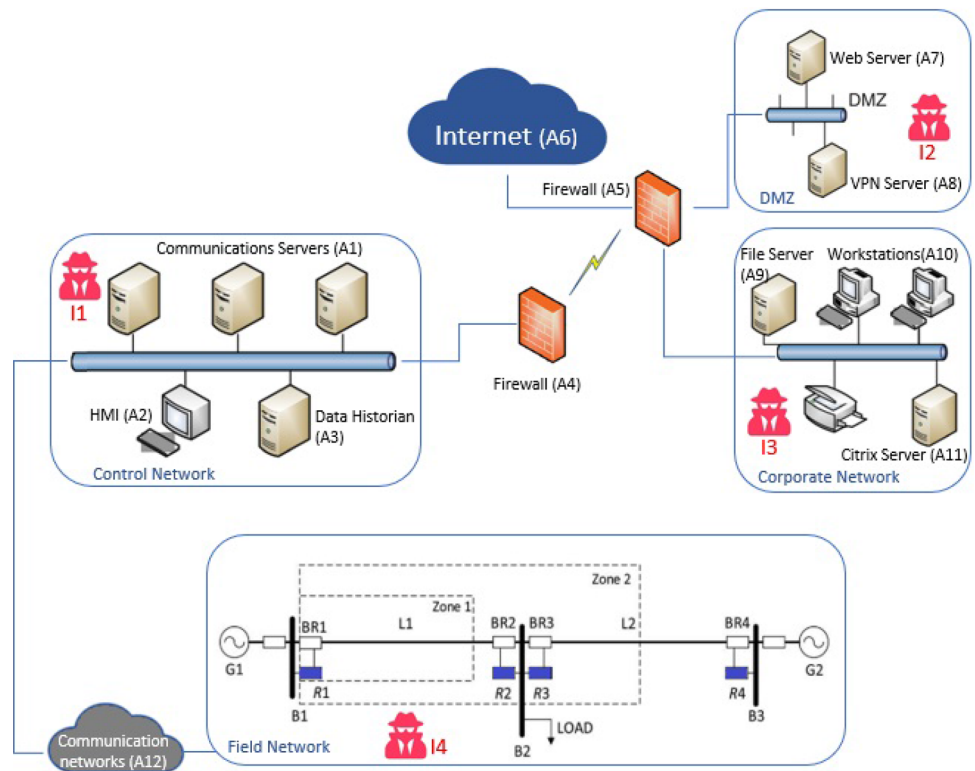 Web Server (A7)
DMZ
I2
VPN Server (A8)
DMZ
Internet (A6)
Firewall (A5)
Communications Servers (A1)
I1
HMI (A2)
Data Historian
(A3)
Control Network
Firewall (A4)
File Server
(A9)
Workstations(A10)
I3
Citrix Server (A11)
Corporate Network
Zone 2
Zone 1
BR1
L1
BR2
BR3
L2
BR4
G1
G2
R1
R2
R3
R4
B1
B2
B3
LOAD
I4
Field Network
Communication
networks (A12)